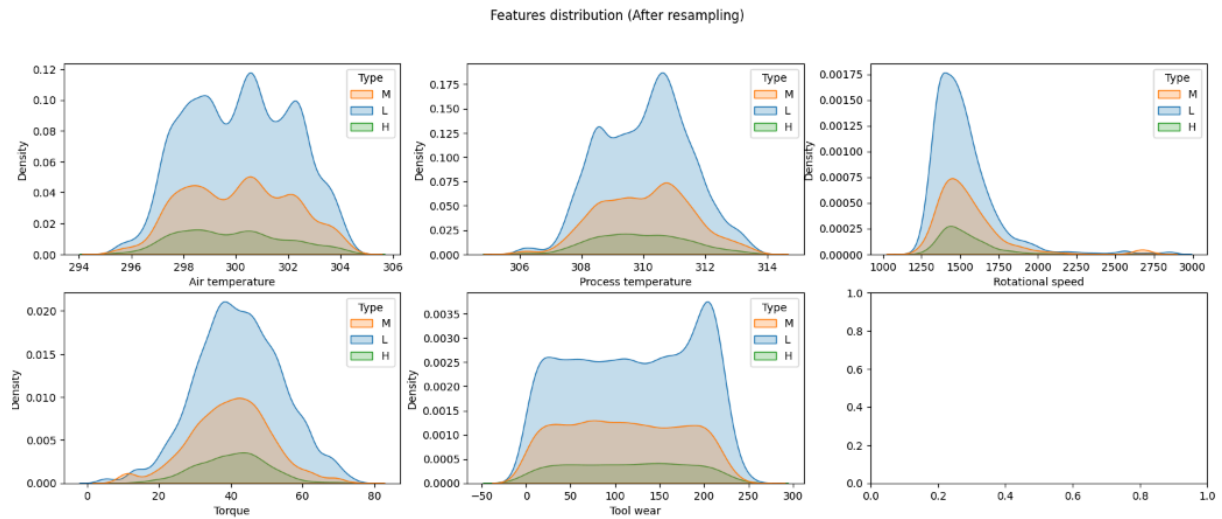 Features distribution (After resampling)
0.12
0.10
0.08
0.06
0.04
0.02
0.00
Density
294 296 298 300 302 304 306
Air temperature
Type
M
L
H
0.175
0.150
0.125
0.100
0.075
0.050
0.025
0.000
Density
306 308 310 312 314
Process temperature
Type
M
L
H
0.00175
0.00150
0.00125
0.00100
0.00075
0.00050
0.00025
0.00000
Density
1000 1250 1500 1750 2000 2250 2500 2750 3000
Rotational speed
Type
M
L
H
0.020
0.015
0.010
0.005
0.000
Density
0 20 40 60 80
Torque
Type
M
L
H
0.0035
0.0030
0.0025
0.0020
0.0015
0.0010
0.0005
0.0000
Density
-50 0 50 100 150 200 250 300
Tool wear
Type
M
L
H
1.0
0.8
0.6
0.4
0.2
0.0
0.0 0.2 0.4 0.6 0.8 1.0